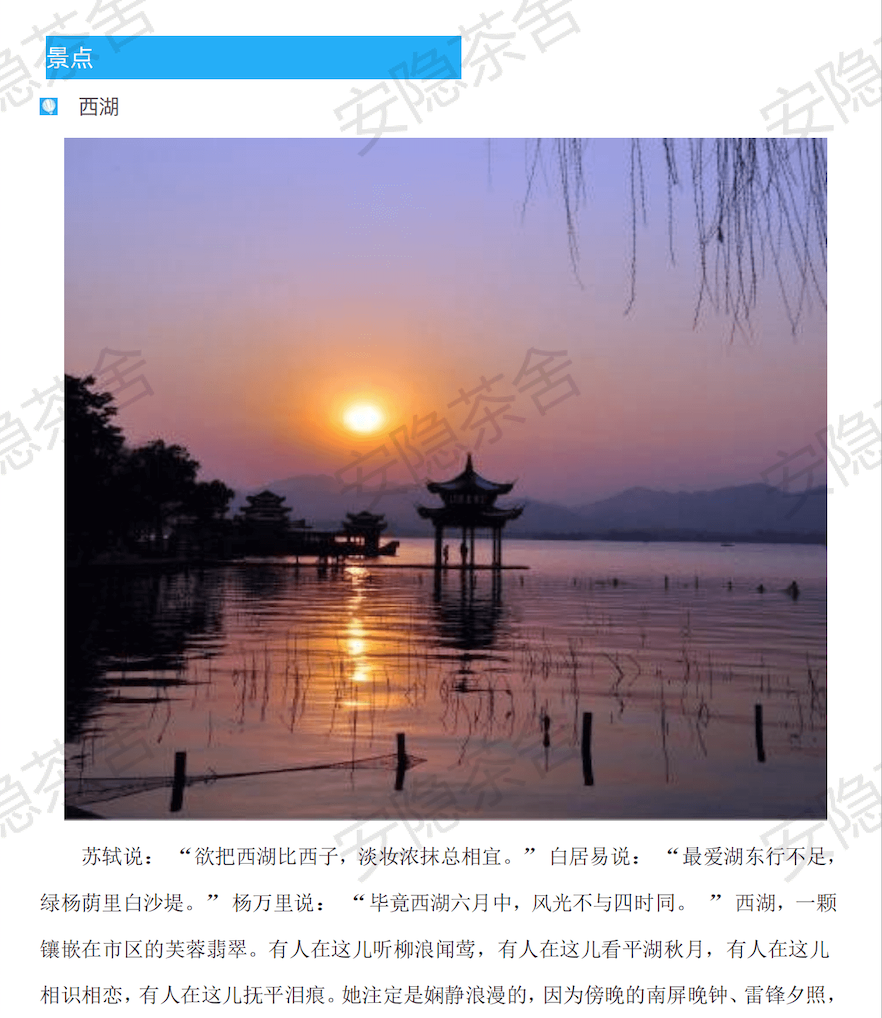 景点
西湖
苏轼说：“欲把西湖比西子，淡妆浓抹总相宜。”白居易说：“最爱湖东行不足，
绿杨荫里白沙堤。”杨万里说：“毕竟西湖六月中，风光不与四时同。 ”西湖，一颗
镶嵌在市区的芙蓉翡翠。有人在这儿听柳浪闻莺，有人在这儿看平湖秋月，有人在这儿
相识相恋，有人在这儿抚平泪痕。她注定是娴静浪漫的，因为傍晚的南屏晚钟、雷锋夕照，
安隐茶舍